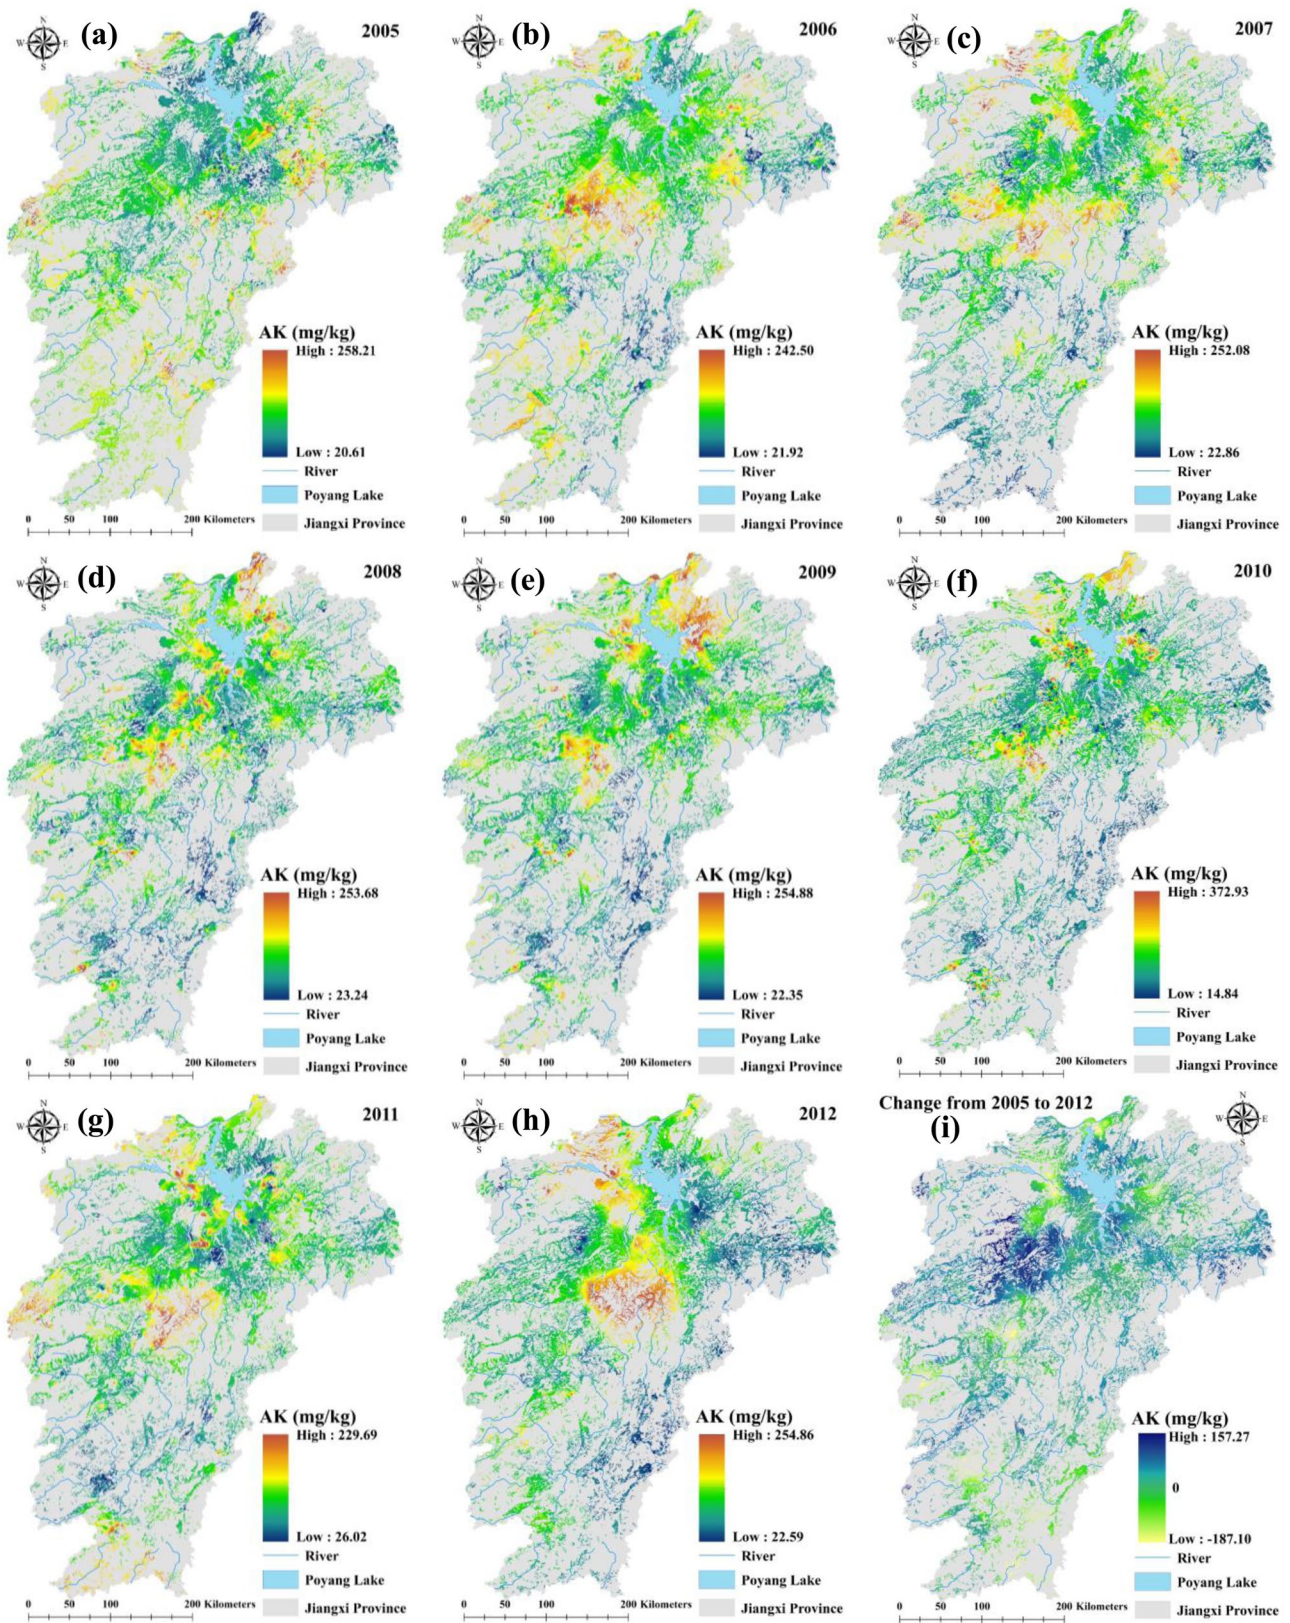 N
W E
S
(a)
2005
AK (mg/kg)
High : 258.21
Low : 20.61
River
Poyang Lake
Jiangxi Province
0 50 100 200 Kilometers
N
W E
S
(b)
2006
AK (mg/kg)
High : 242.50
Low : 21.92
River
Poyang Lake
Jiangxi Province
0 50 100 200 Kilometers
N
W E
S
(c)
2007
AK (mg/kg)
High : 252.08
Low : 22.86
River
Poyang Lake
Jiangxi Province
0 50 100 200 Kilometers
N
W E
S
(d)
2008
AK (mg/kg)
High : 253.68
Low : 23.24
River
Poyang Lake
Jiangxi Province
0 50 100 200 Kilometers
N
W E
S
(e)
2009
AK (mg/kg)
High : 254.88
Low : 22.35
River
Poyang Lake
Jiangxi Province
0 50 100 200 Kilometers
N
W E
S
(f)
2010
AK (mg/kg)
High : 372.93
Low : 14.84
River
Poyang Lake
Jiangxi Province
0 50 100 200 Kilometers
N
W E
S
(g)
2011
AK (mg/kg)
High : 229.69
Low : 26.02
River
Poyang Lake
Jiangxi Province
0 50 100 200 Kilometers
N
W E
S
(h)
2012
AK (mg/kg)
High : 254.86
Low : 22.59
River
Poyang Lake
Jiangxi Province
0 50 100 200 Kilometers
Change from 2005 to 2012
(i)
N
W E
S
AK (mg/kg)
High : 157.27
0
Low : -187.10
River
Poyang Lake
Jiangxi Province
0 50 100 200 Kilometers